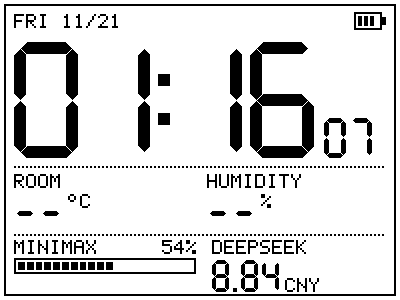 FRI 11/21
01:16 07
ROOM HUMIDITY
-- °C -- %
MINIMAX 54% DEEPSEEK
8.84 CNY